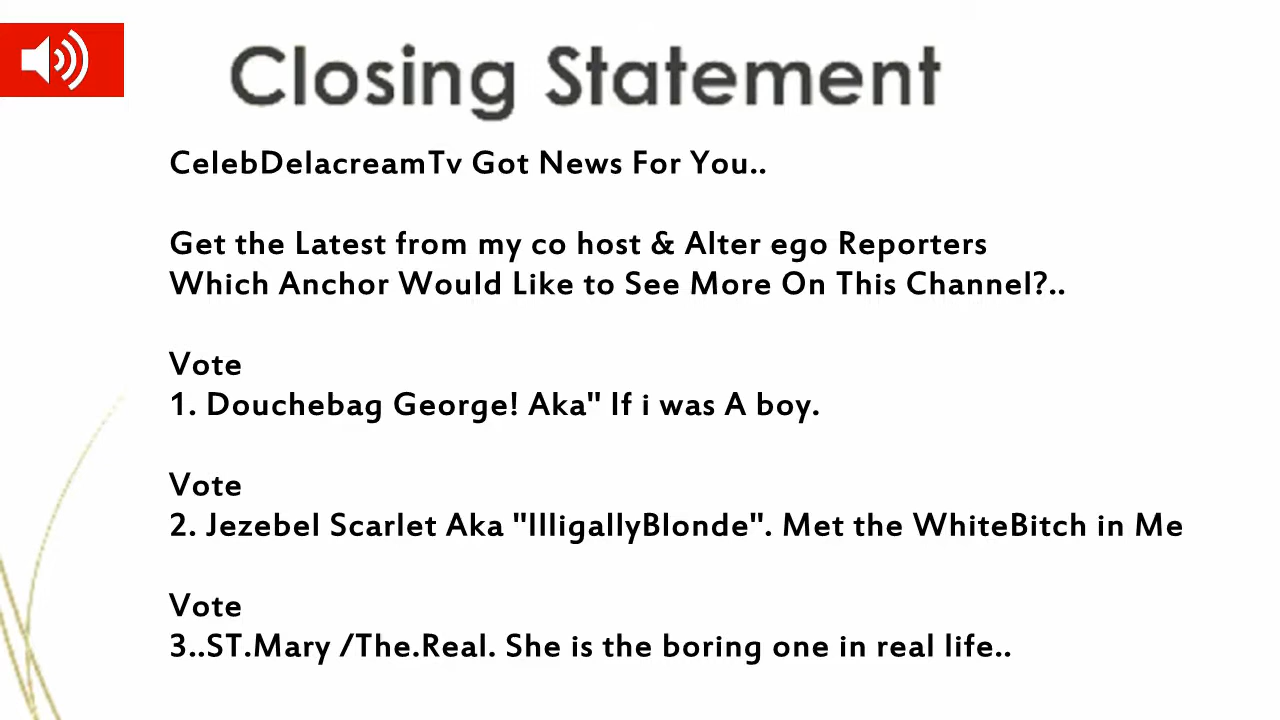 Closing Statement
CelebDelacreamTv Got News For You..
Get the Latest from my co host & Alter ego Reporters
Which Anchor Would Like to See More On This Channel?..
Vote
1. Douchebag George! Aka" If i was A boy.
Vote
2. Jezebel Scarlet Aka "IlligallyBlonde". Met the WhiteBitch in Me
Vote
3..ST.Mary /The.Real. She is the boring one in real life..